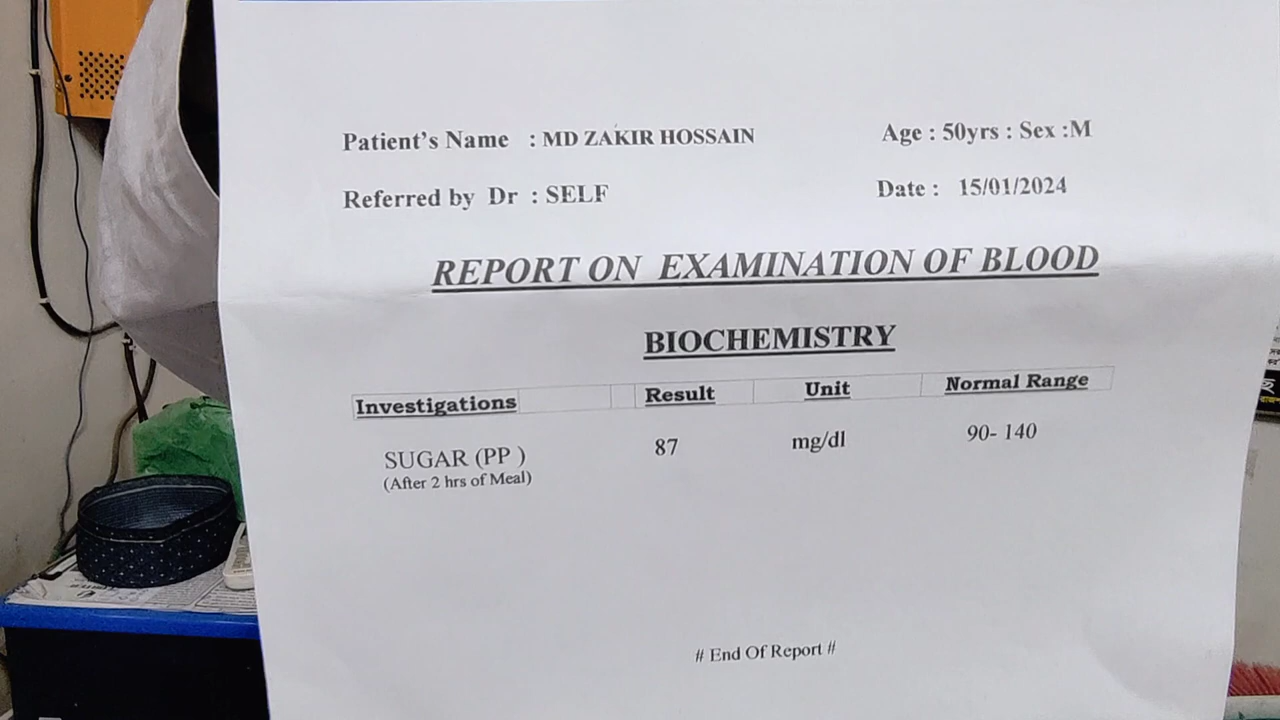 Patient's Name : MD ZAKIR HOSSAIN Age : 50yrs : Sex :M
Referred by Dr : SELF Date : 15/01/2024
REPORT ON EXAMINATION OF BLOOD
BIOCHEMISTRY
Investigations Result Unit Normal Range
SUGAR (PP ) 87 mg/dl 90- 140
(After 2 hrs of Meal)
# End Of Report #